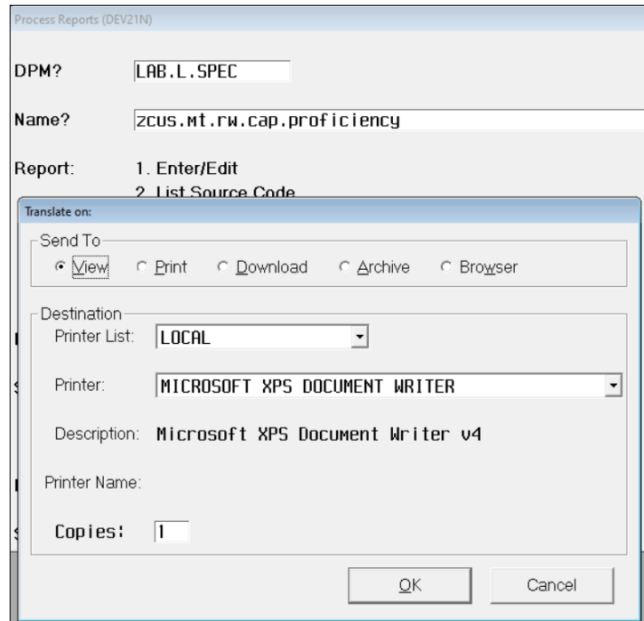 Process Reports (DEV21N)
DPM? LAB.L.SPEC
Name? zcus.mt.rw.cap.proficiency
Report: 1. Enter/Edit
2. List Source Code
Translate on:
Send To
View Print Download Archive Browser
Destination
Printer List: LOCAL
Printer: MICROSOFT XPS DOCUMENT WRITER
Description: Microsoft XPS Document Writer v4
Printer Name:
Copies: 1
OK Cancel